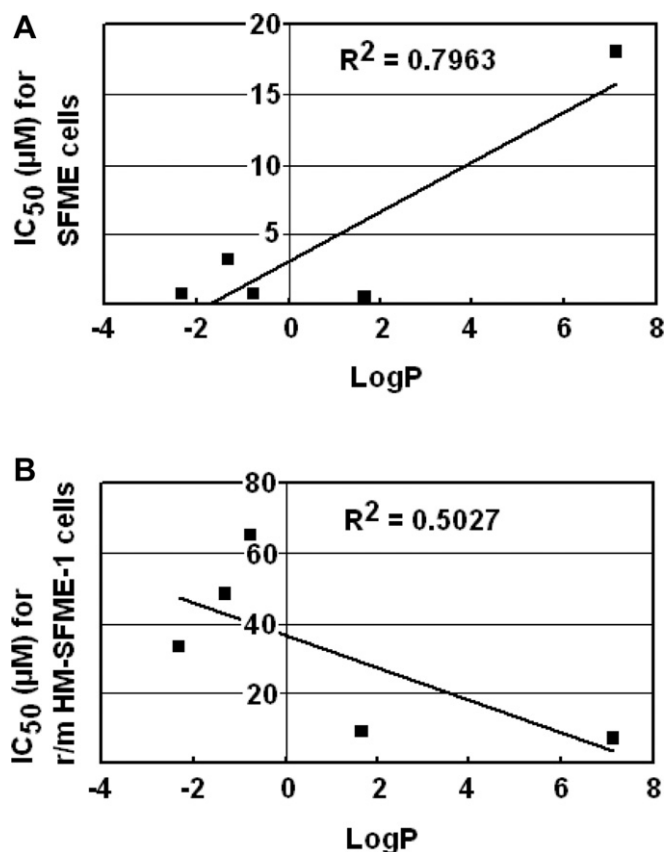 A
IC50 (µM) for
SFME cells
20
15
10
5
R2 = 0.7963
-4 -2 0 2 4 6 8
LogP
B
IC50 (µM) for
r/m HM-SFME-1 cells
80
60
40
20
R2 = 0.5027
-4 -2 0 2 4 6 8
LogP